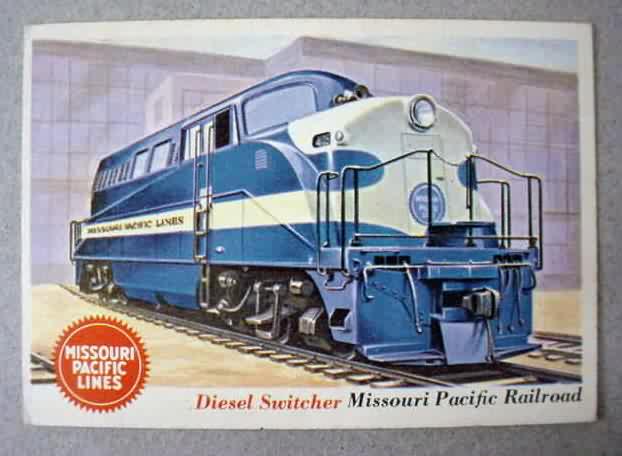 MISSOURI PACIFIC LINES
MISSOURI
PACIFIC
LINES
Diesel Switcher Missouri Pacific Railroad